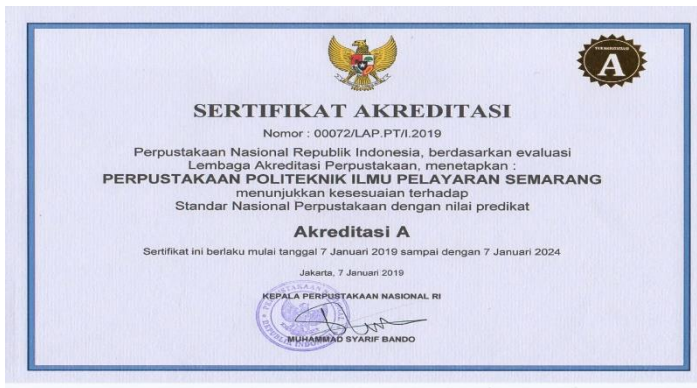 TERAKREDITASI
A
SERTIFIKAT AKREDITASI
Nomor : 00072/LAP.PT/I.2019
Perpustakaan Nasional Republik Indonesia, berdasarkan evaluasi
Lembaga Akreditasi Perpustakaan, menetapkan :
PERPUSTAKAAN POLITEKNIK ILMU PELAYARAN SEMARANG
menunjukkan kesesuaian terhadap
Standar Nasional Perpustakaan dengan nilai predikat
Akreditasi A
Sertifikat ini berlaku mulai tanggal 7 Januari 2019 sampai dengan 7 Januari 2024
Jakarta, 7 Januari 2019
KEPALA PERPUSTAKAAN NASIONAL RI
MUHAMMAD SYARIF BANDO